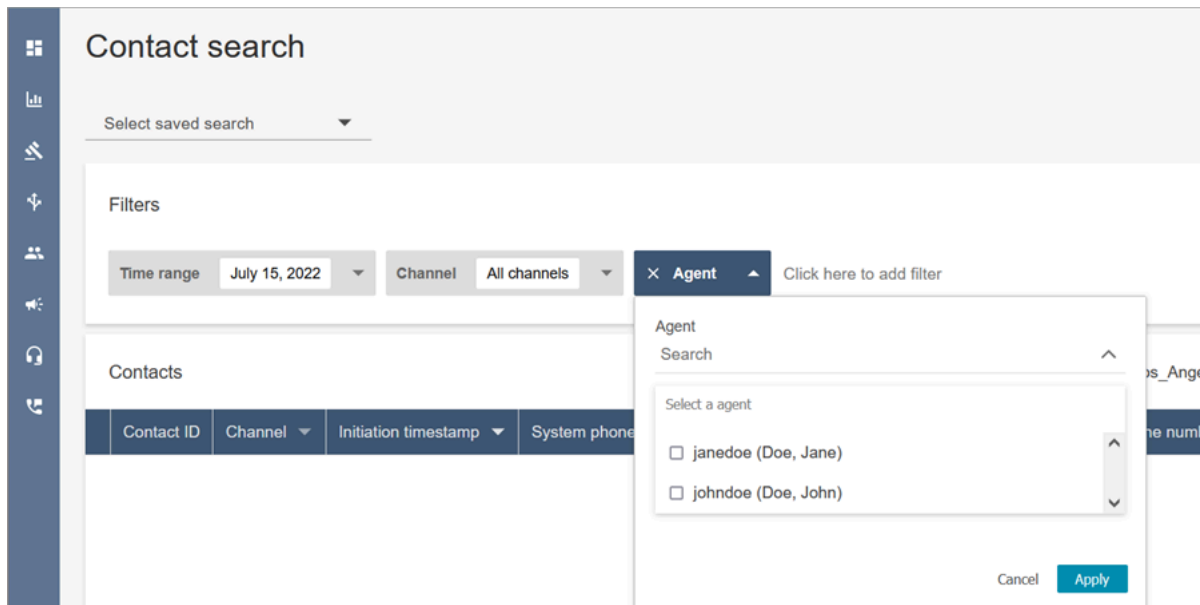 Contact search
Select saved search
Filters
Time range July 15, 2022 Channel All channels Agent Click here to add filter
Agent
Search
Contacts
Select a agent
Contact ID Channel Initiation timestamp System phone
janedoe (Doe, Jane)
johndoe (Doe, John)
Cancel Apply